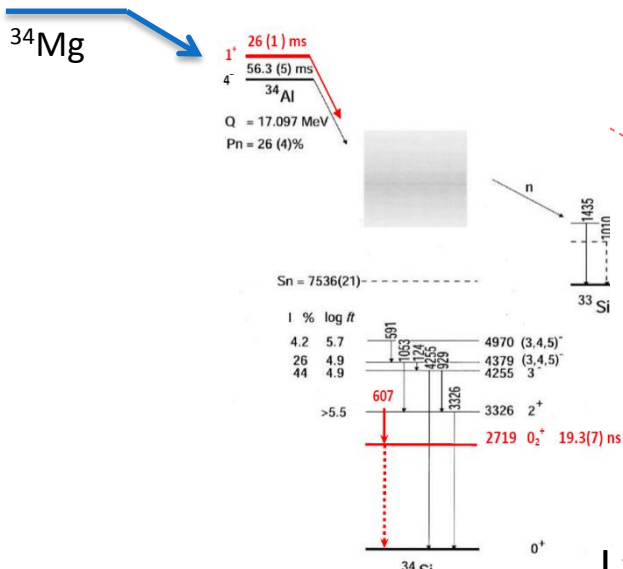 ³⁴Mg
1⁺ 26 (1) ms
4⁻ 56.3 (5) ms
³⁴Al
Q = 17.097 MeV
Pn = 26 (4)%
n
1435
1010
³³Si
Sn = 7536(21)
I % log ft
4.2 5.7 591 4970 (3,4,5)⁻
26 4.9 1053 124 4379 (3,4,5)⁻
44 4.9 4255 929 4255 3⁻
607
>5.5 3326 3326 2⁺
2719 0₂⁺ 19.3(7) ns
0⁺
³⁴Si